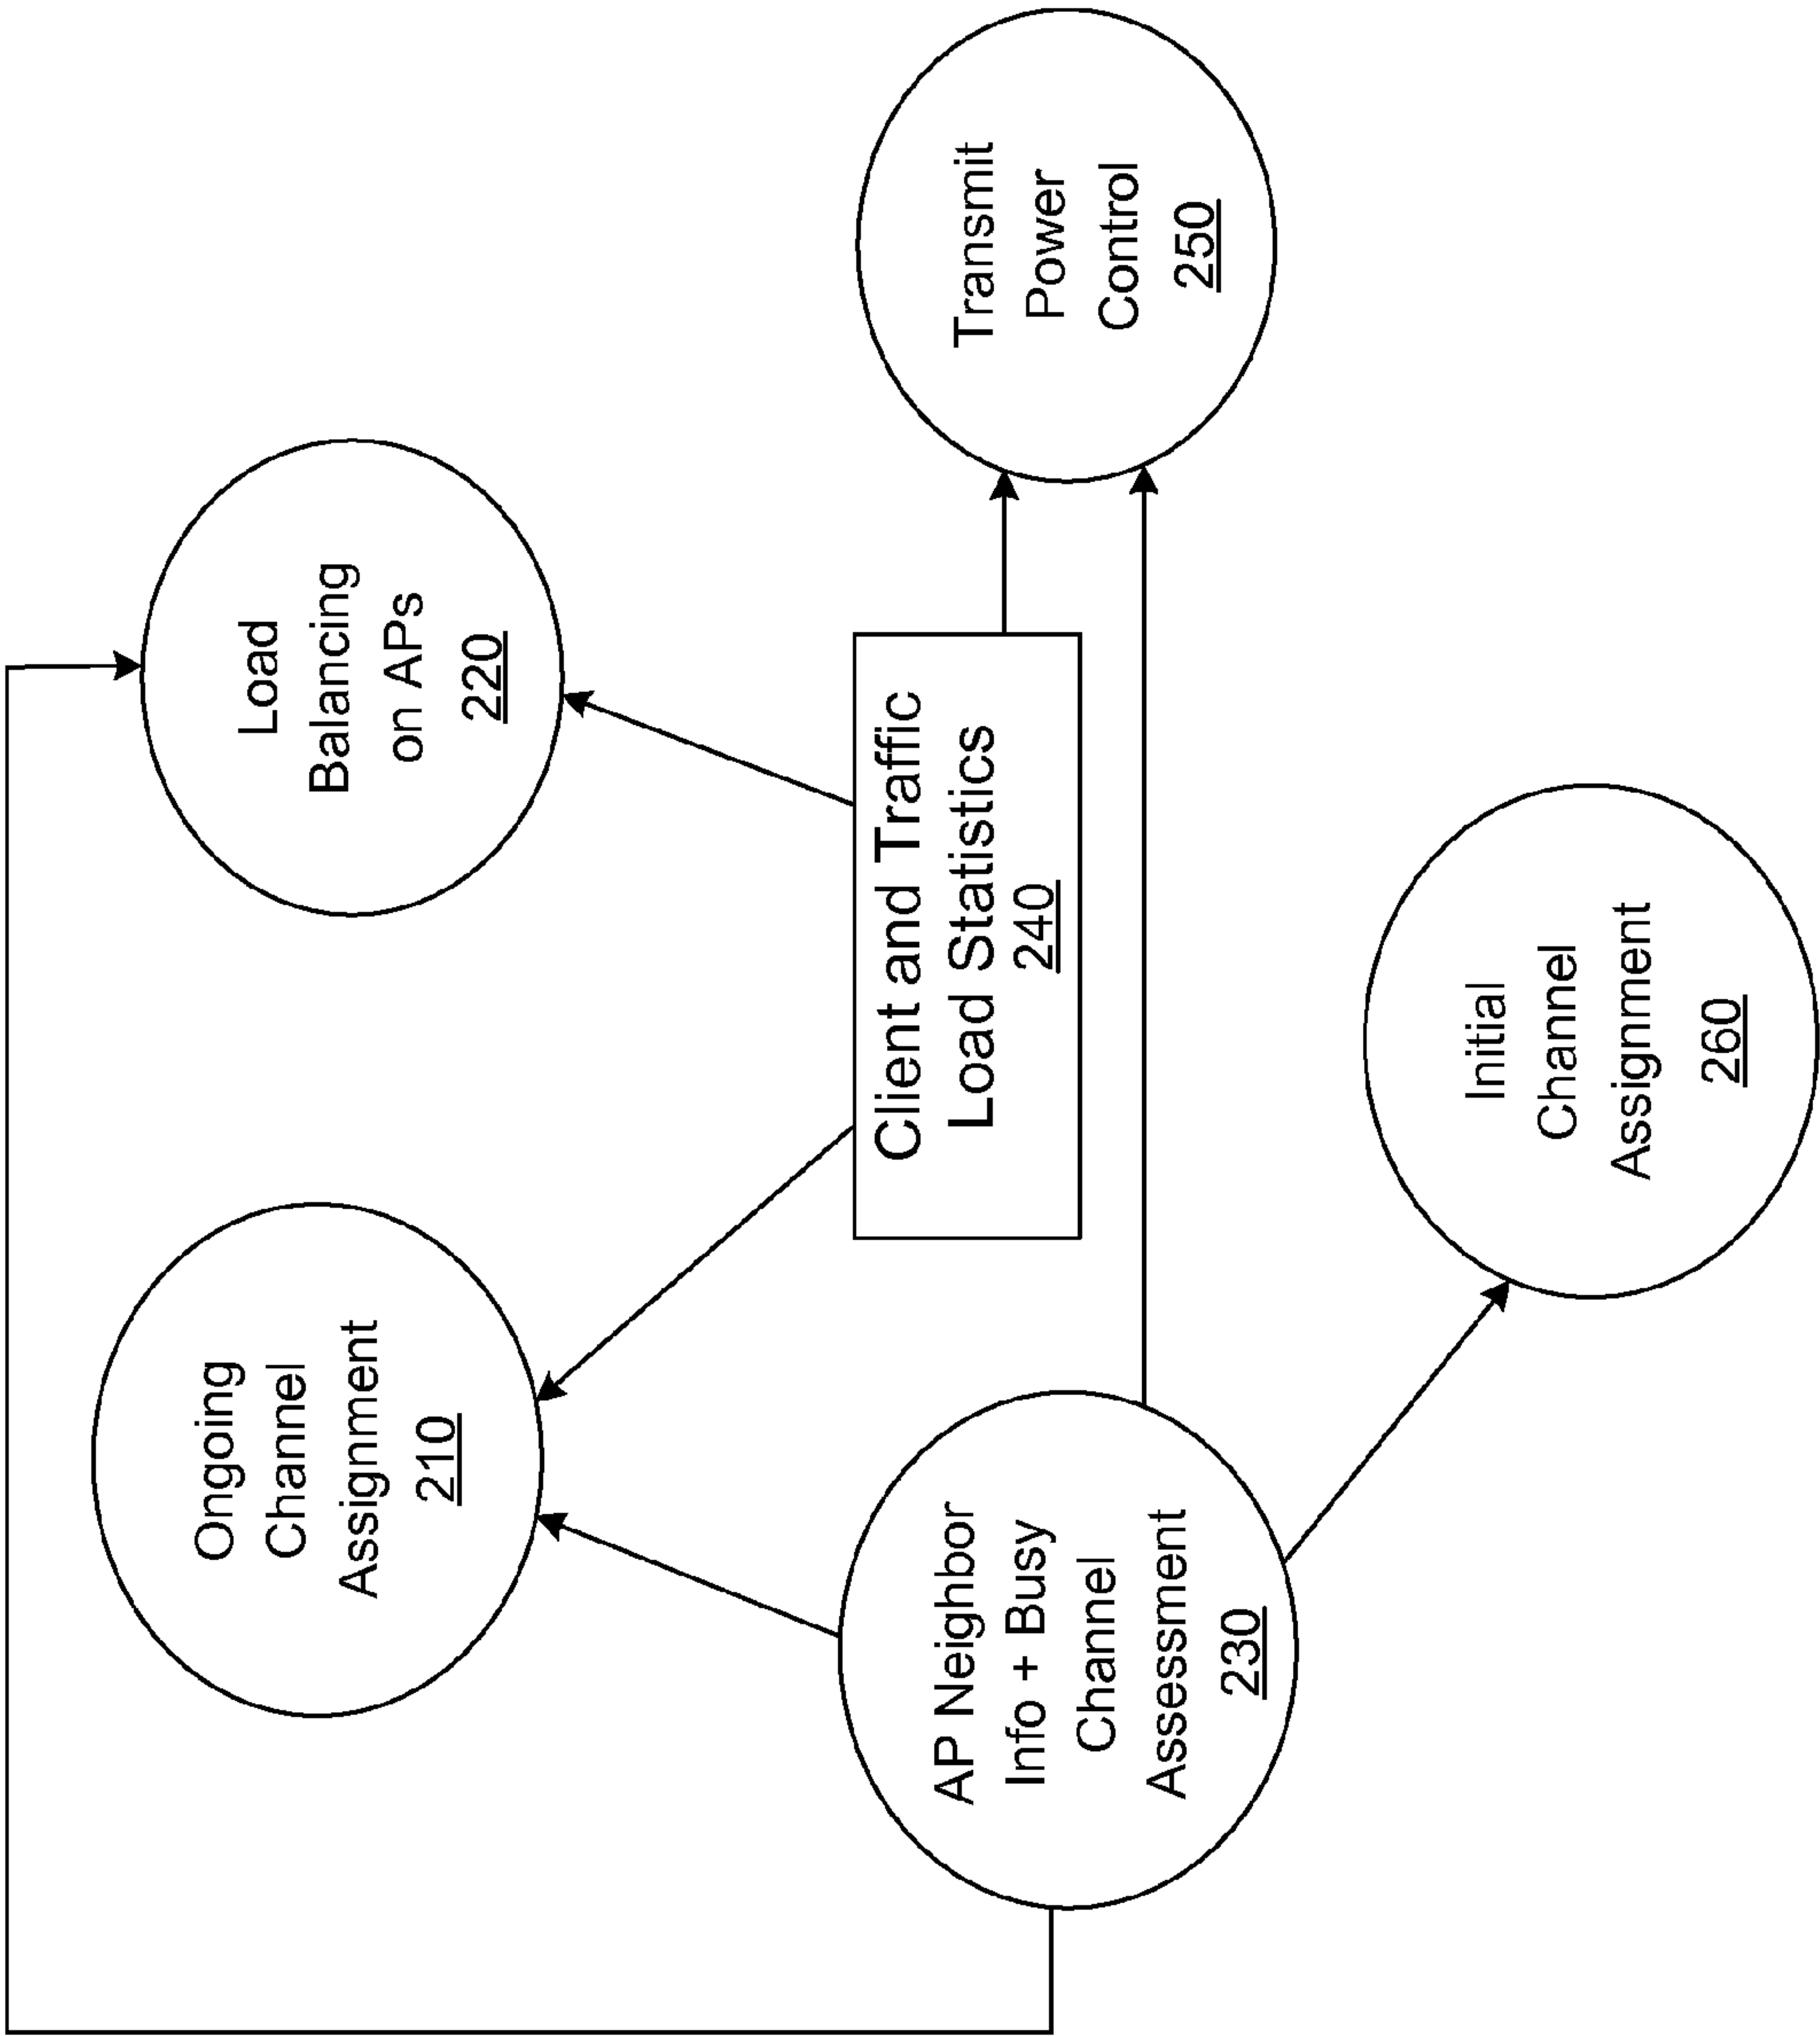 Ongoing
Channel
Assignment
210
Load
Balancing
on APs
220
AP Neighbor
Info + Busy
Channel
Assessment
230
Client and Traffic
Load Statistics
240
Transmit
Power
Control
250
Initial
Channel
Assignment
260